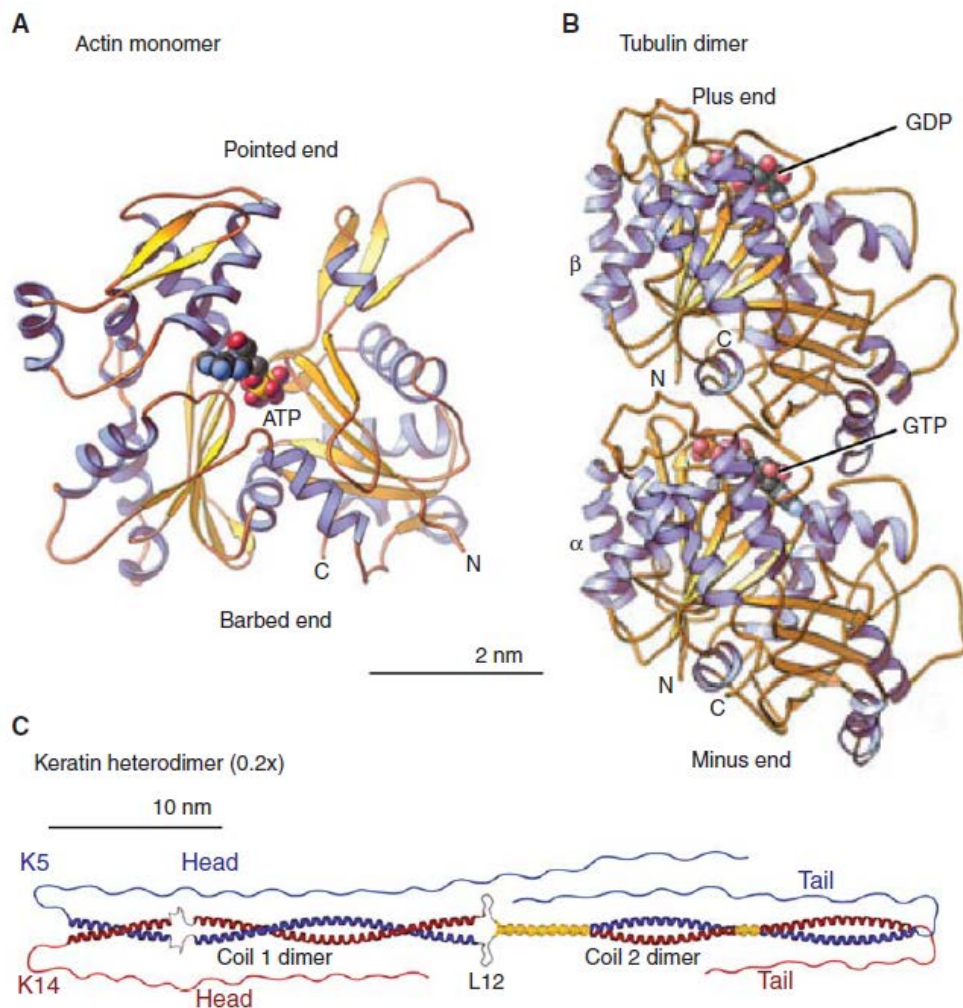 A
Actin monomer
Pointed end
ATP
C
N
Barbed end
2 nm
B
Tubulin dimer
Plus end
GDP
β
C
N
GTP
α
N
C
Minus end
C
Keratin heterodimer (0.2x)
10 nm
K5
Head
Tail
Coil 1 dimer
Coil 2 dimer
K14
Head
L12
Tail